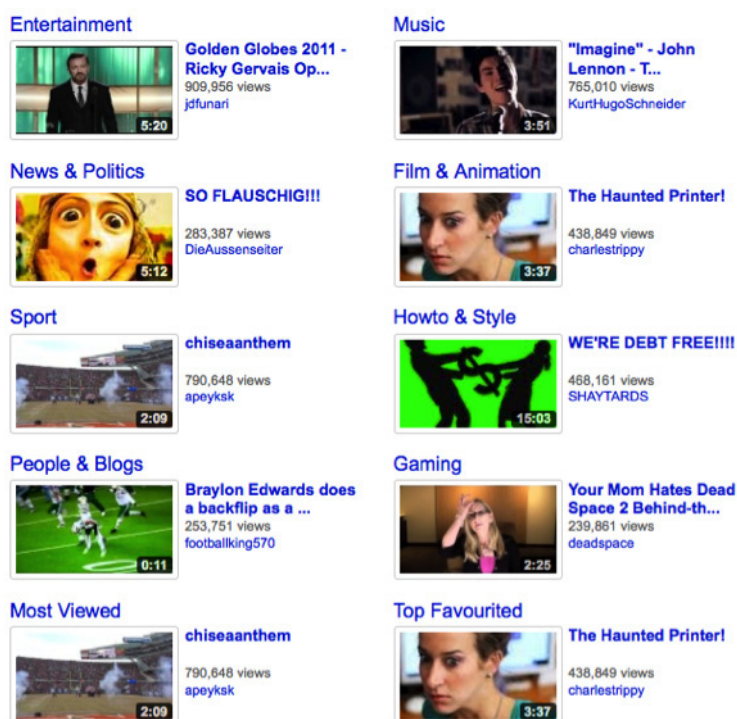 Entertainment
Golden Globes 2011 -
Ricky Gervais Op...
909,956 views
jdfunari
5:20
Music
"Imagine" - John
Lennon - T...
765,010 views
KurtHugoSchneider
3:51
News & Politics
SO FLAUSCHIG!!!
283,387 views
DieAussenseiter
5:12
Film & Animation
The Haunted Printer!
438,849 views
charlestrippy
3:37
Sport
chiseaanthem
790,648 views
apeyksk
2:09
Howto & Style
WE'RE DEBT FREE!!!!
468,161 views
SHAYTARDS
15:03
People & Blogs
Braylon Edwards does
a backflip as a ...
253,751 views
footballking570
0:11
Gaming
Your Mom Hates Dead
Space 2 Behind-th...
239,861 views
deadspace
2:25
Most Viewed
chiseaanthem
790,648 views
apeyksk
2:09
Top Favourited
The Haunted Printer!
438,849 views
charlestrippy
3:37